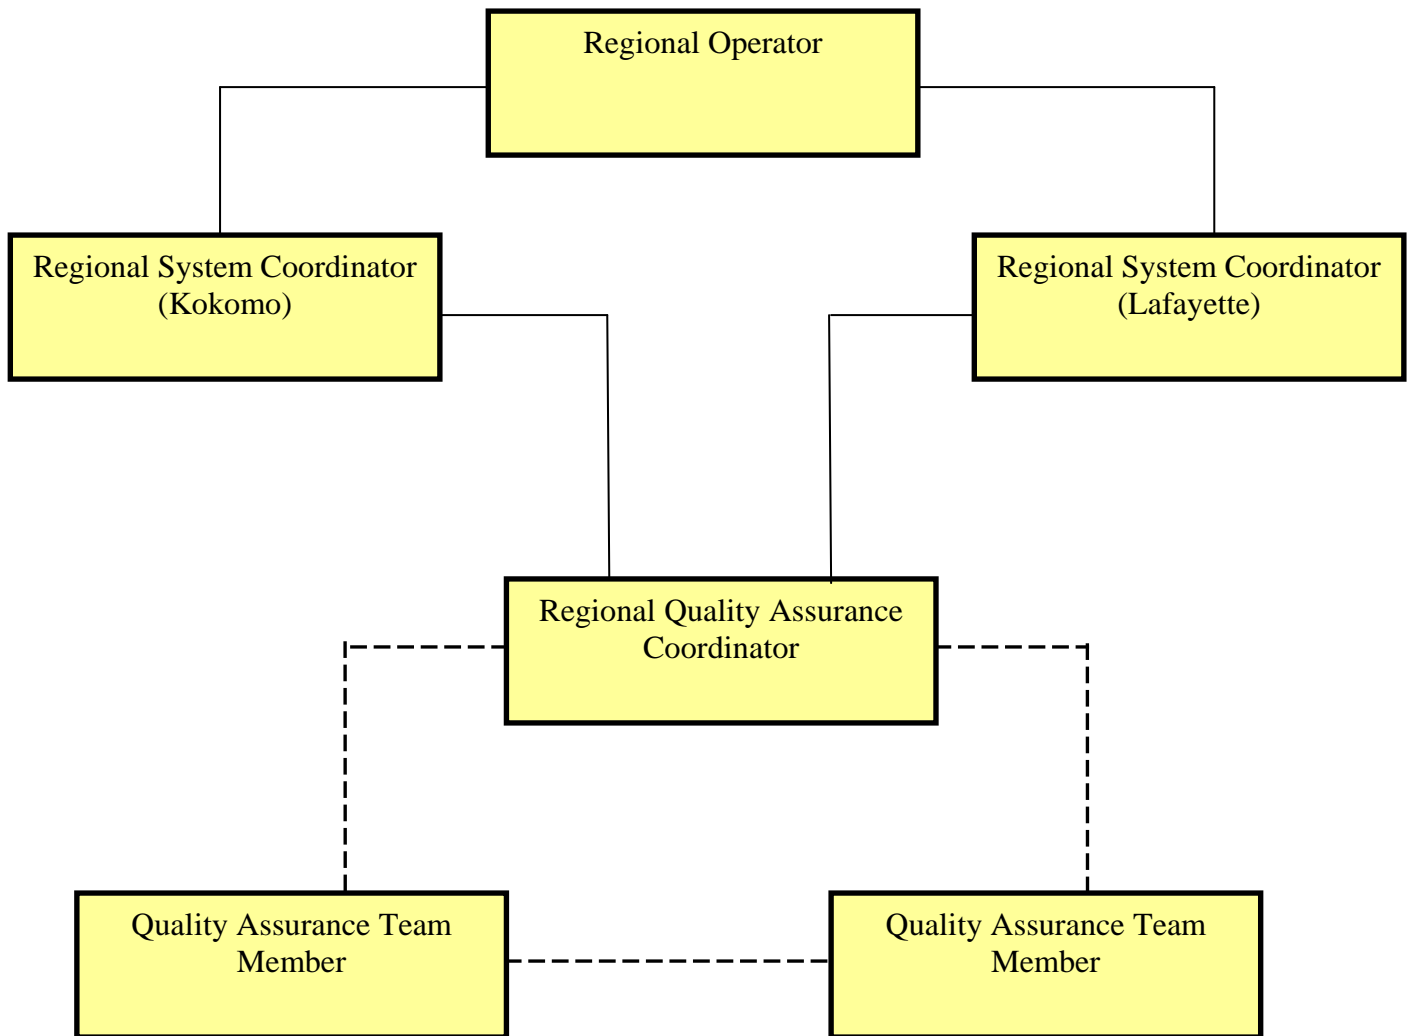 Regional Operator
Regional System Coordinator
(Kokomo)
Regional System Coordinator
(Lafayette)
Regional Quality Assurance
Coordinator
Quality Assurance Team
Member
Quality Assurance Team
Member